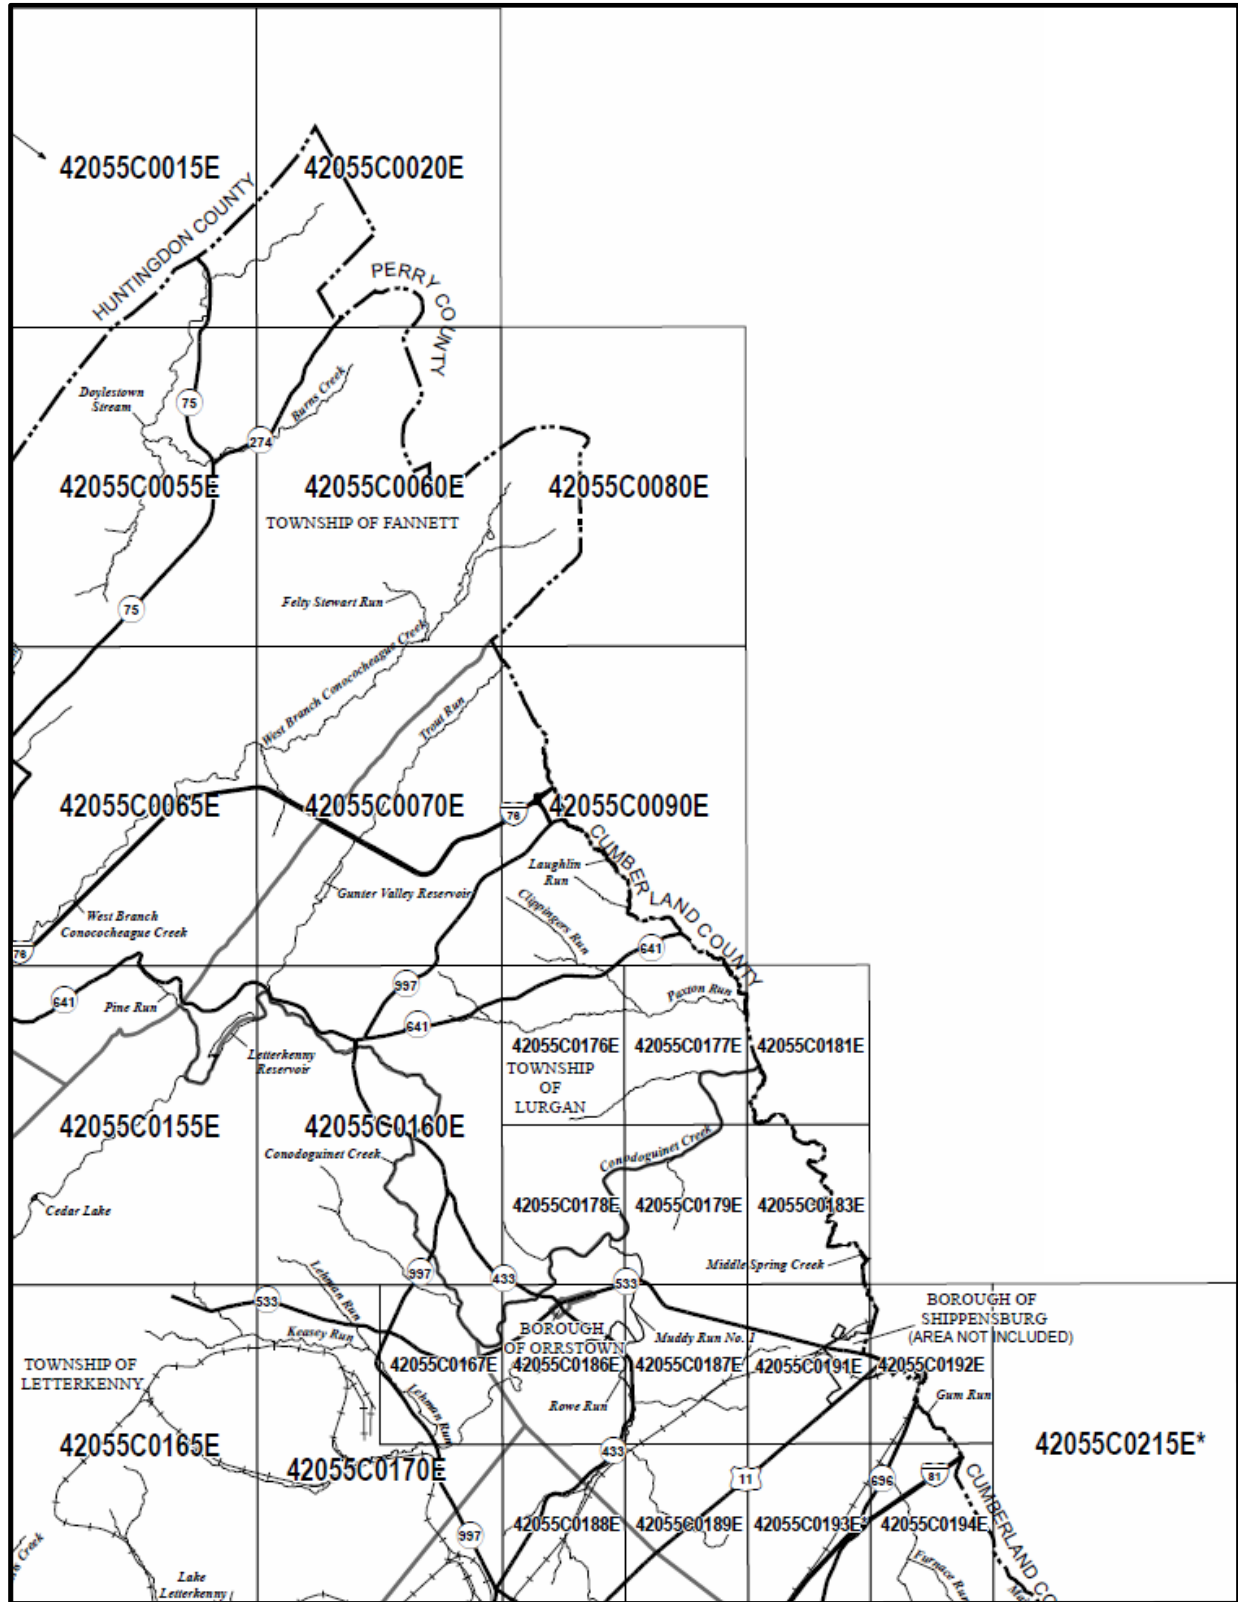 42055C0015E
42055C0020E
HUNTINGDON COUNTY
PERRY COUNTY
Doylestown
Stream
75
274
Burns Creek
42055C0055E
42055C0060E
42055C0080E
TOWNSHIP OF FANNETT
75
Felty Stewart Run
West Branch Conococheague Creek
Trout Run
42055C0065E
42055C0070E
76
42055C0090E
CUMBERLAND COUNTY
Laughlin
Run
Gunter Valley Reservoir
Clippingers Run
West Branch
Conococheague Creek
76
641
997
641
Pine Run
641
Paxton Run
Letterkenny
Reservoir
42055C0176E
42055C0177E
42055C0181E
TOWNSHIP
OF
LURGAN
42055C0155E
42055C0160E
Conodoguinet Creek
Conodoguinet Creek
Cedar Lake
42055C0178E
42055C0179E
42055C0183E
Middle Spring Creek
997
433
533
Lehman Run
533
Keasey Run
BOROUGH OF
SHIPPENSBURG
(AREA NOT INCLUDED)
BOROUGH
OF ORRSTOWN
Muddy Run No. 1
TOWNSHIP OF
LETTERKENNY
42055C0167E
42055C0186E
42055C0187E
42055C0191E
42055C0192E
Lehman Run
Rowe Run
Gum Run
42055C0165E
42055C0170E
433
11
696
81
42055C0215E*
CUMBERLAND CO
997
42055C0188E
42055C0189E
42055C0193E*
42055C0194E
Creek
Lake
Letterkenny
Furnace Run